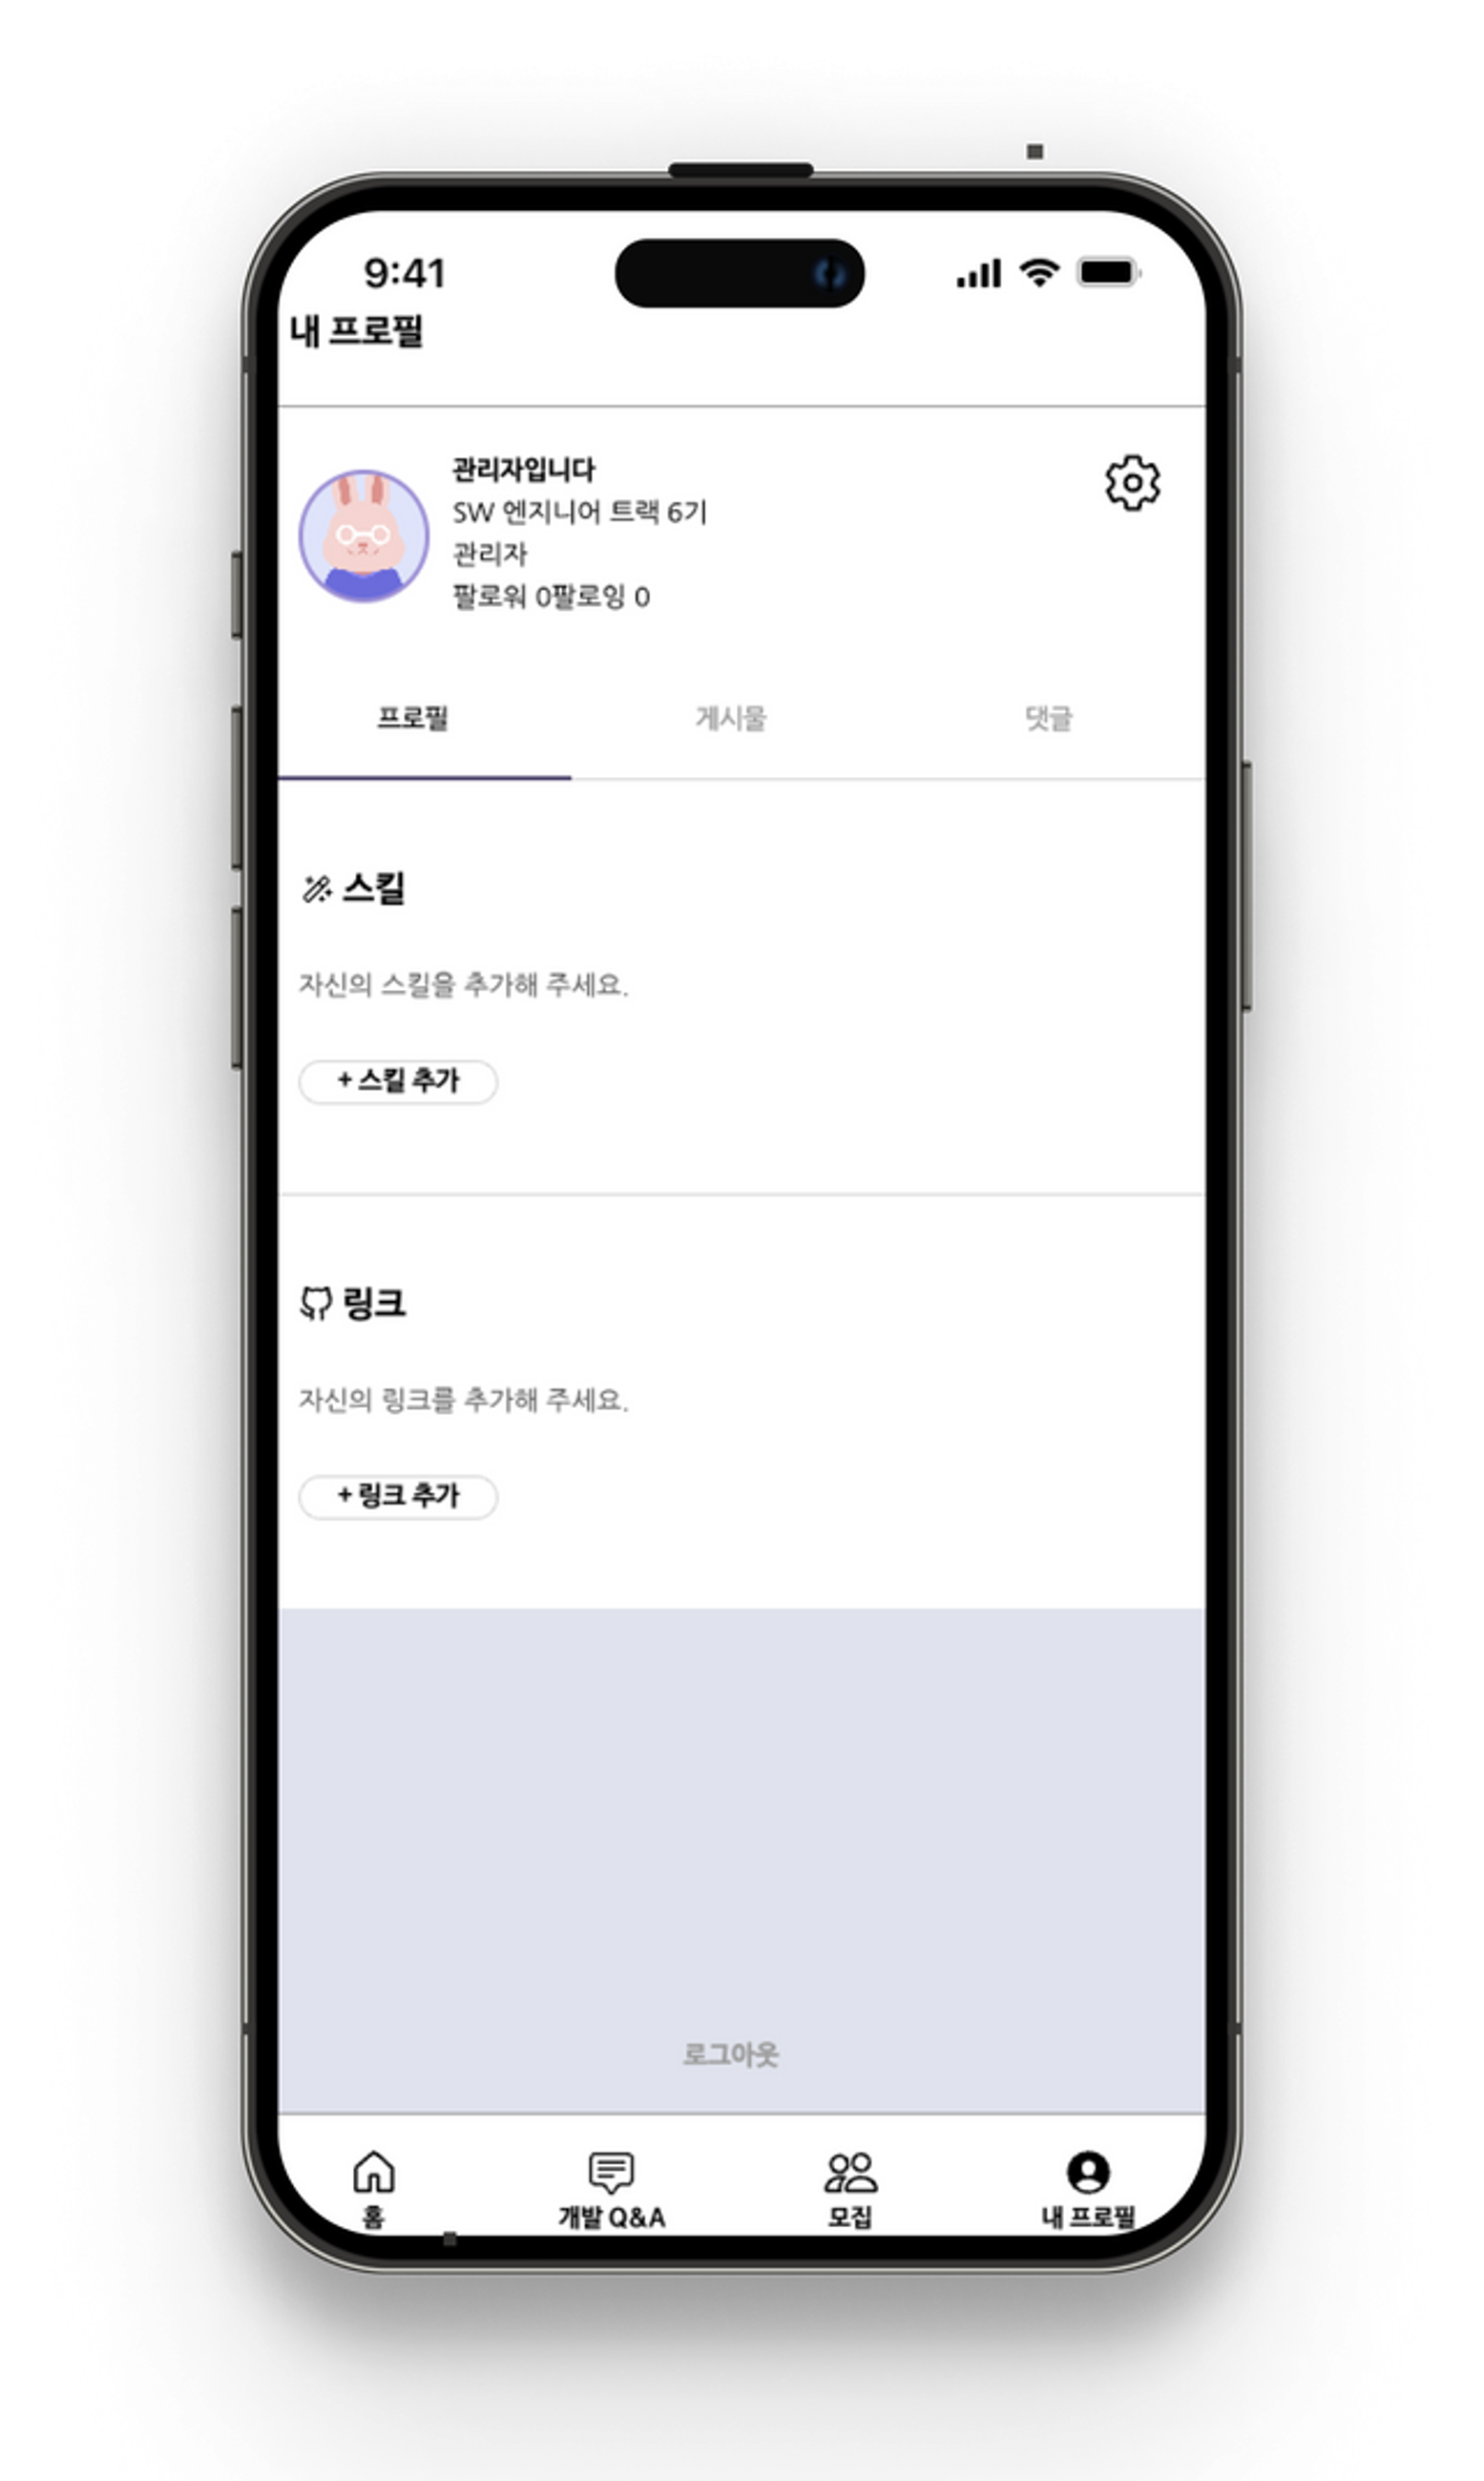 9:41
내 프로필
관리자입니다
SW 엔지니어 트랙 6기
관리자
팔로워 0팔로잉 0
프로필 게시물 댓글
스킬
자신의 스킬을 추가해 주세요.
+ 스킬 추가
링크
자신의 링크를 추가해 주세요.
+ 링크 추가
로그아웃
홈 개발 Q&A 모집 내 프로필